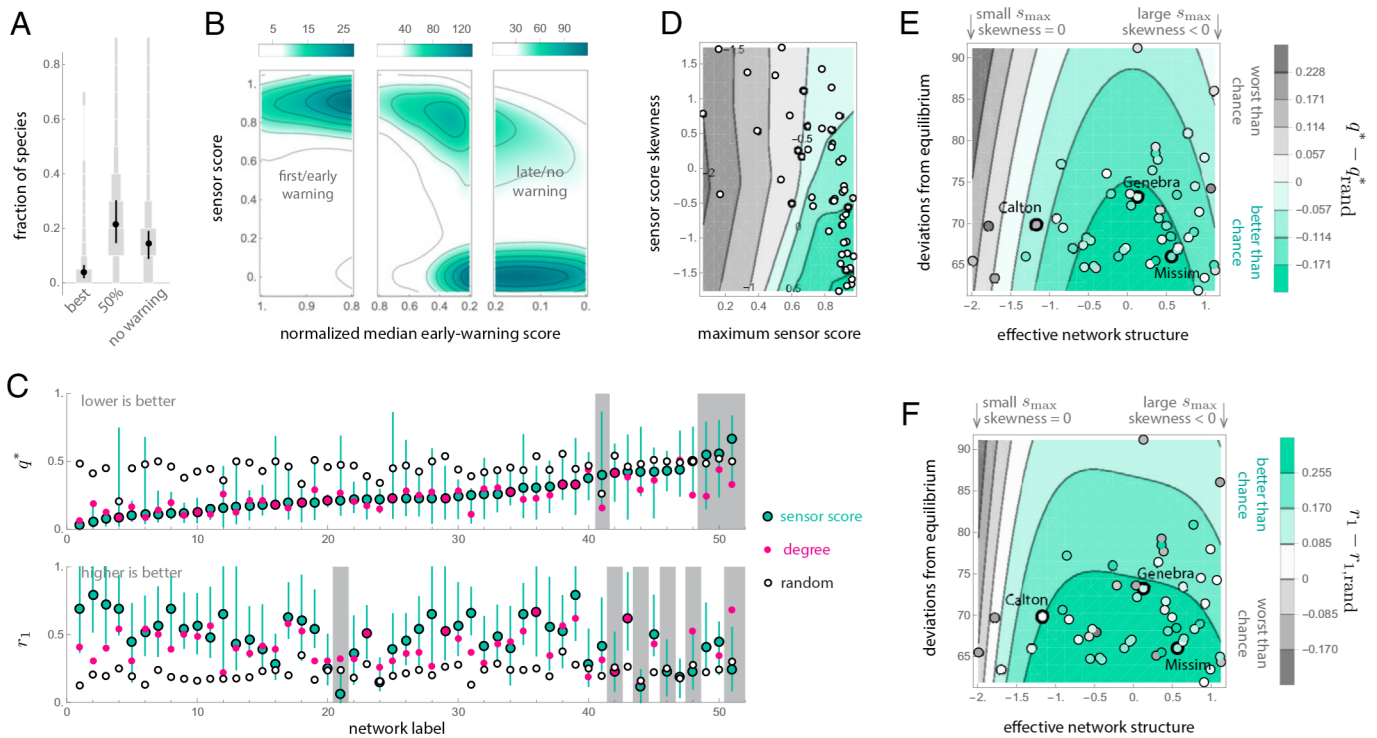 A
fraction of species
0.8
0.6
0.4
0.2
0.
best
50%
no warning
B
5 15 25
40 80 120
30 60 90
sensor score
1.
0.8
0.6
0.4
0.2
0.
first/early
warning
late/no
warning
1. 0.9 0.8
0.8 0.4 0.2
0.2 0.1 0.
normalized median early-warning score
D
sensor score skewness
1.5
1.
0.5
0.
−0.5
−1.
−1.5
−1.5
−0.5
−2
0
−1
0.5
0.2 0.4 0.6 0.8
maximum sensor score
E
small smax
skewness = 0
large smax
skewness < 0
deviations from equilibrium
90
85
80
75
70
65
Genebra
Calton
Missim
−2. −1.5 −1. −0.5 0. 0.5 1.
effective network structure
worst than
chance
better than
chance
0.228
0.171
0.114
0.057
0
−0.057
−0.114
−0.171
q* − q*rand
C
lower is better
q*
1.
0.5
0.
higher is better
r1
1.
0.5
0.
0 10 20 30 40 50
network label
sensor score
degree
random
F
small smax
skewness = 0
large smax
skewness < 0
deviations from equilibrium
90
85
80
75
70
65
Genebra
Calton
Missim
−2. −1.5 −1. −0.5 0. 0.5 1.
effective network structure
better than
chance
worst than
chance
0.255
0.170
0.085
0
−0.085
−0.170
r1 − r1,rand